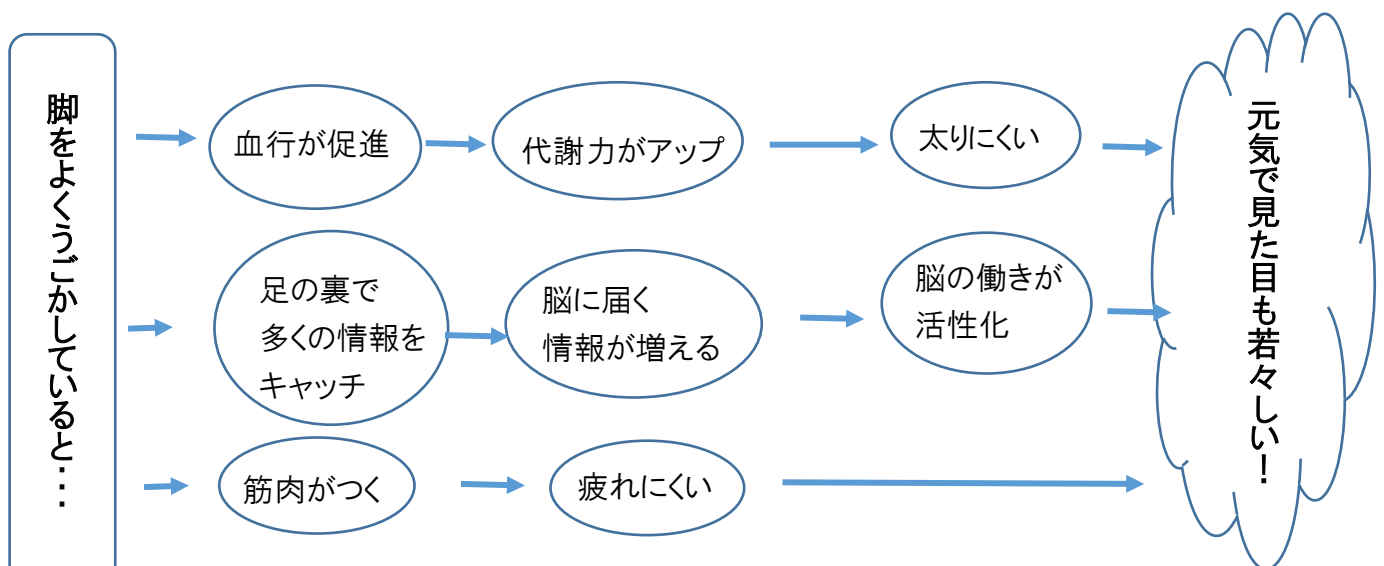 脚をよくうごかしていると・・・
血行が促進
代謝力がアップ
太りにくい
足の裏で
多くの情報を
キャッチ
脳に届く
情報が増える
脳の働きが
活性化
筋肉がつく
疲れにくい
元気で見た目も若々しい！